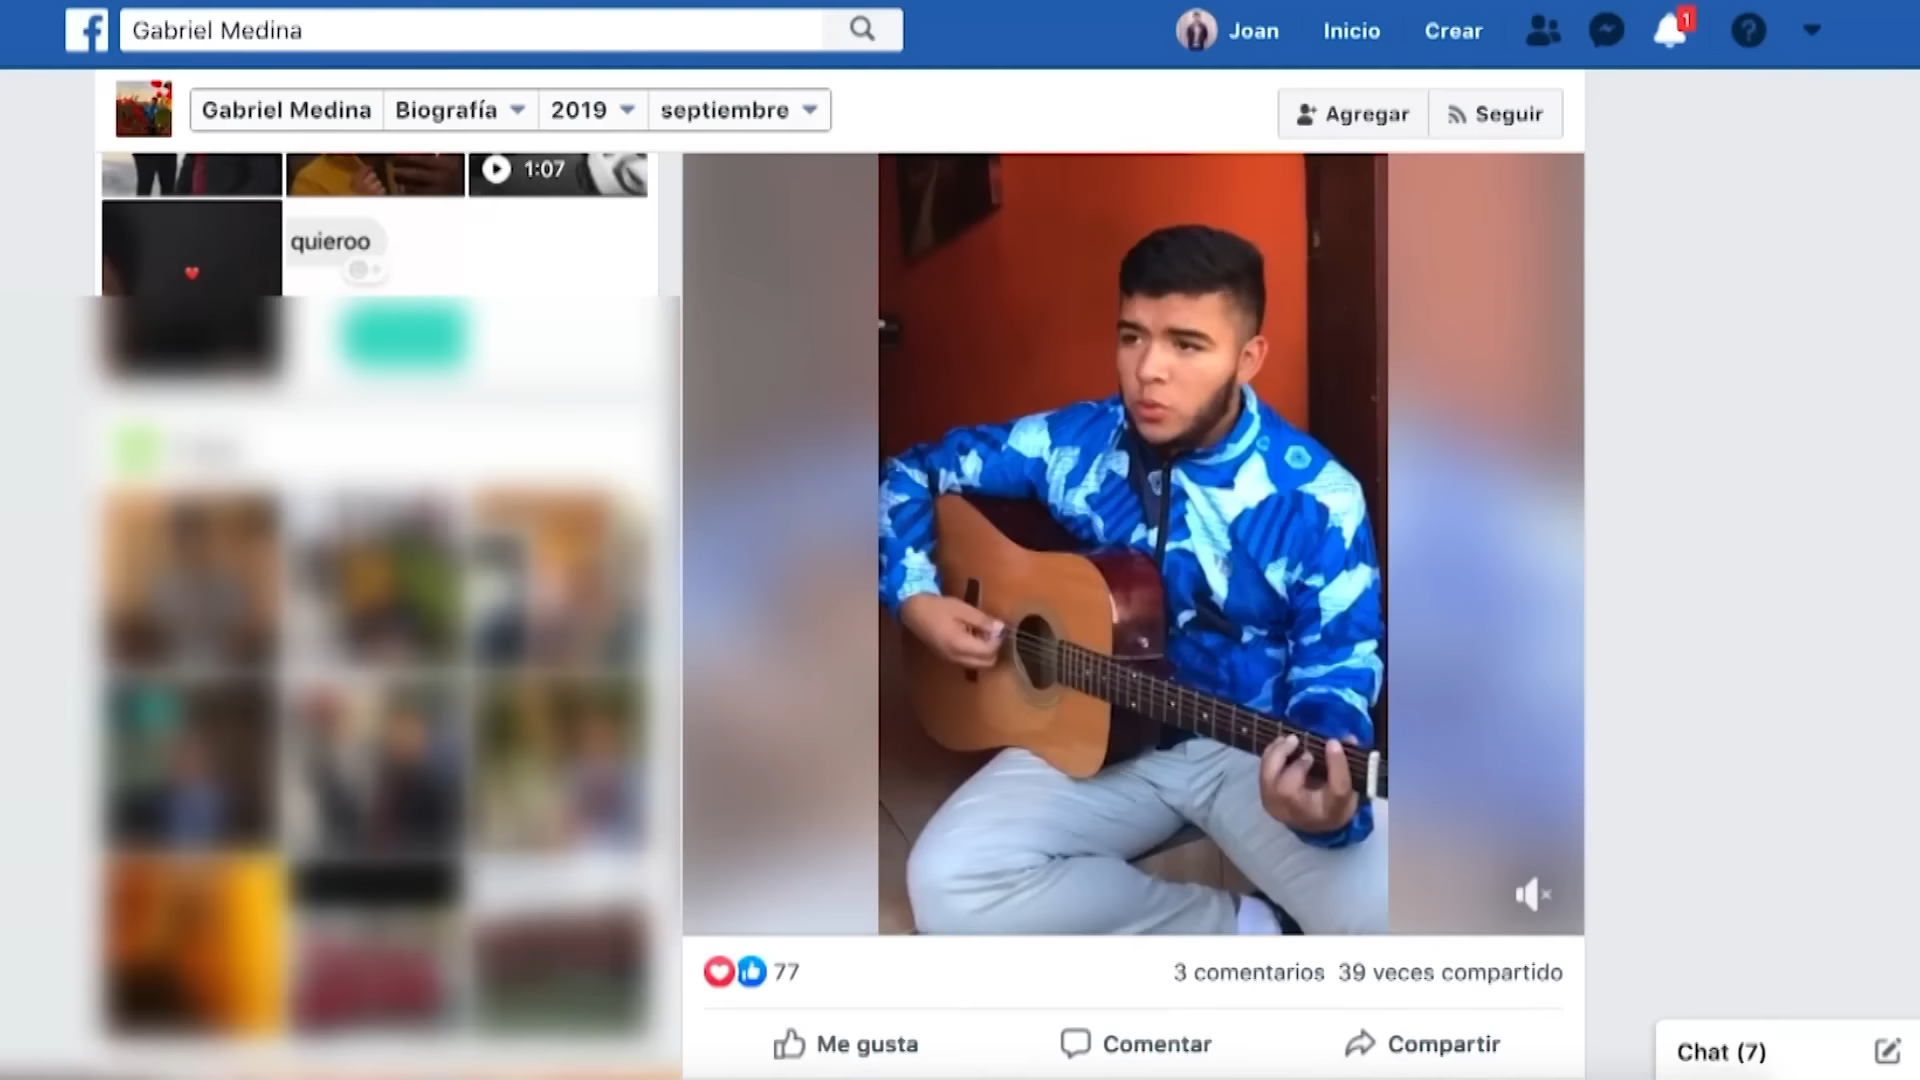 Gabriel Medina
Joan Inicio Crear 1
Gabriel Medina Biografía 2019 septiembre
Agregar Seguir
1:07
quieroo
77
3 comentarios 39 veces compartido
Me gusta Comentar Compartir
Chat (7)